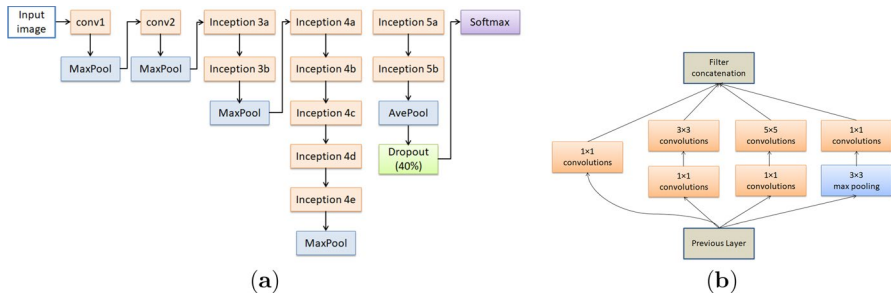 Input
image
conv1
MaxPool
conv2
MaxPool
Inception 3a
Inception 3b
MaxPool
Inception 4a
Inception 4b
Inception 4c
Inception 4d
Inception 4e
MaxPool
Inception 5a
Inception 5b
AvePool
Dropout
(40%)
Softmax
(a)
Filter
concatenation
1×1
convolutions
3×3
convolutions
5×5
convolutions
1×1
convolutions
1×1
convolutions
1×1
convolutions
3×3
max pooling
Previous Layer
(b)